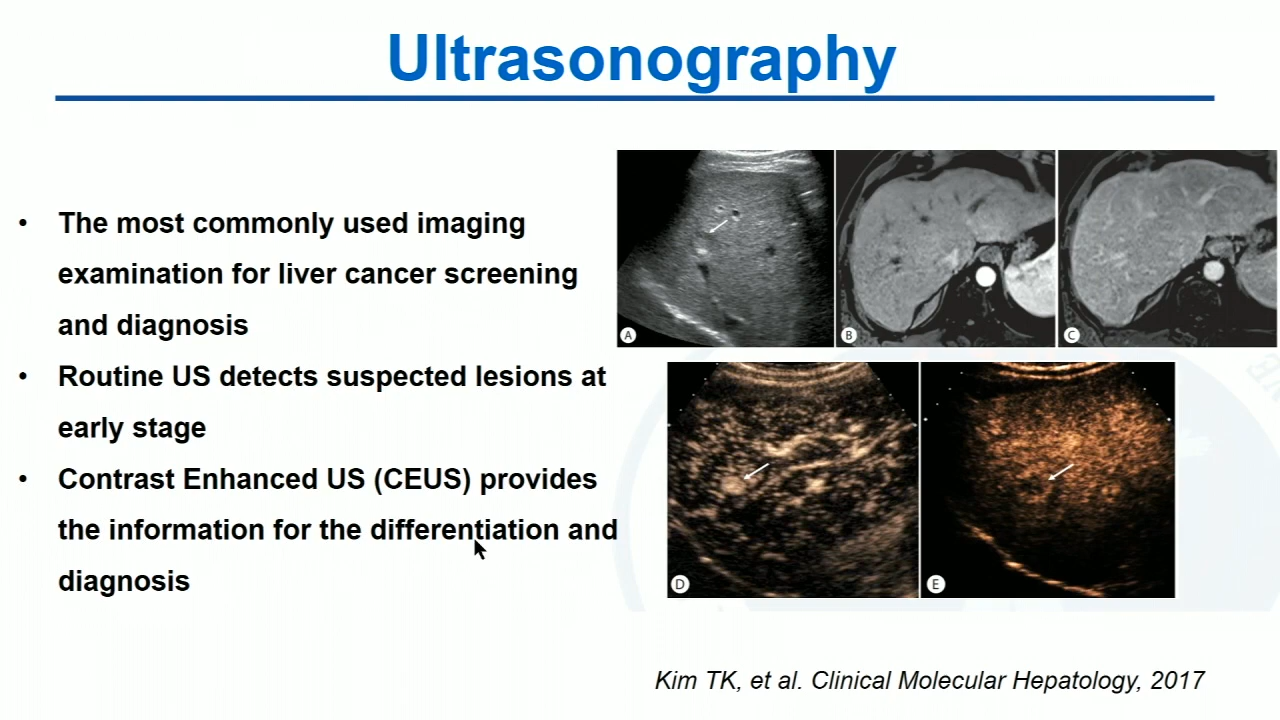 Ultrasonography
• The most commonly used imaging
examination for liver cancer screening
and diagnosis
• Routine US detects suspected lesions at
early stage
• Contrast Enhanced US (CEUS) provides
the information for the differentiation and
diagnosis
A
B
C
D
E
Kim TK, et al. Clinical Molecular Hepatology, 2017